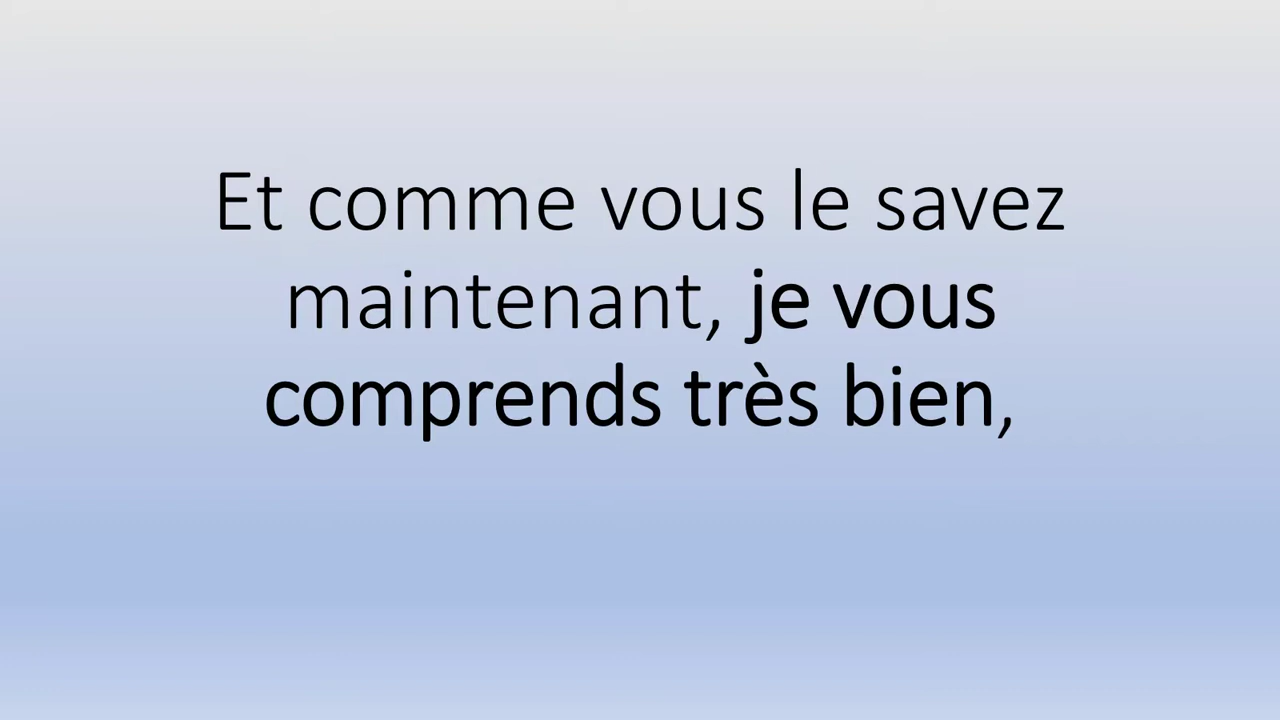 Et comme vous le savez
maintenant, je vous
comprends très bien,